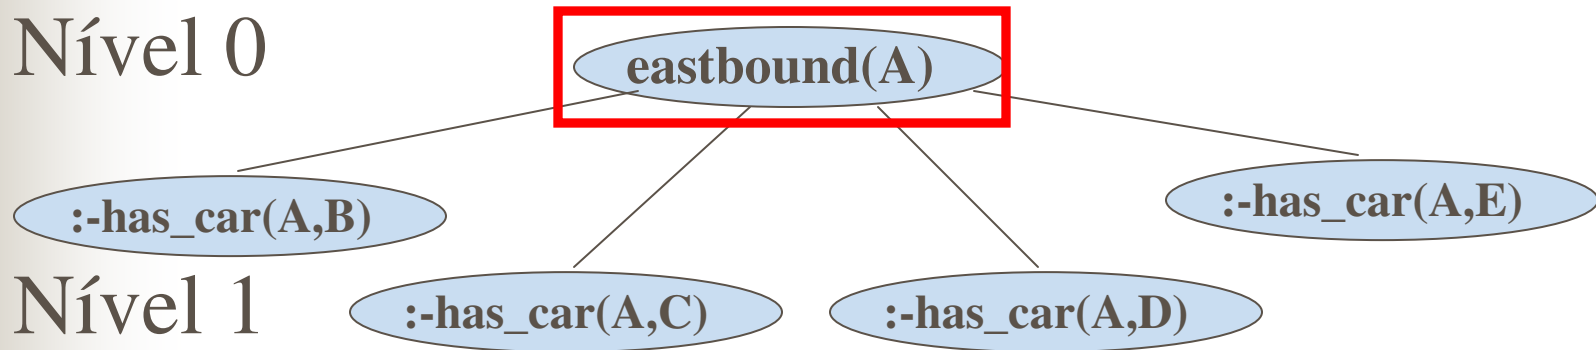 Nível 0
eastbound(A)
:-has_car(A,B)
:-has_car(A,E)
Nível 1
:-has_car(A,C)
:-has_car(A,D)